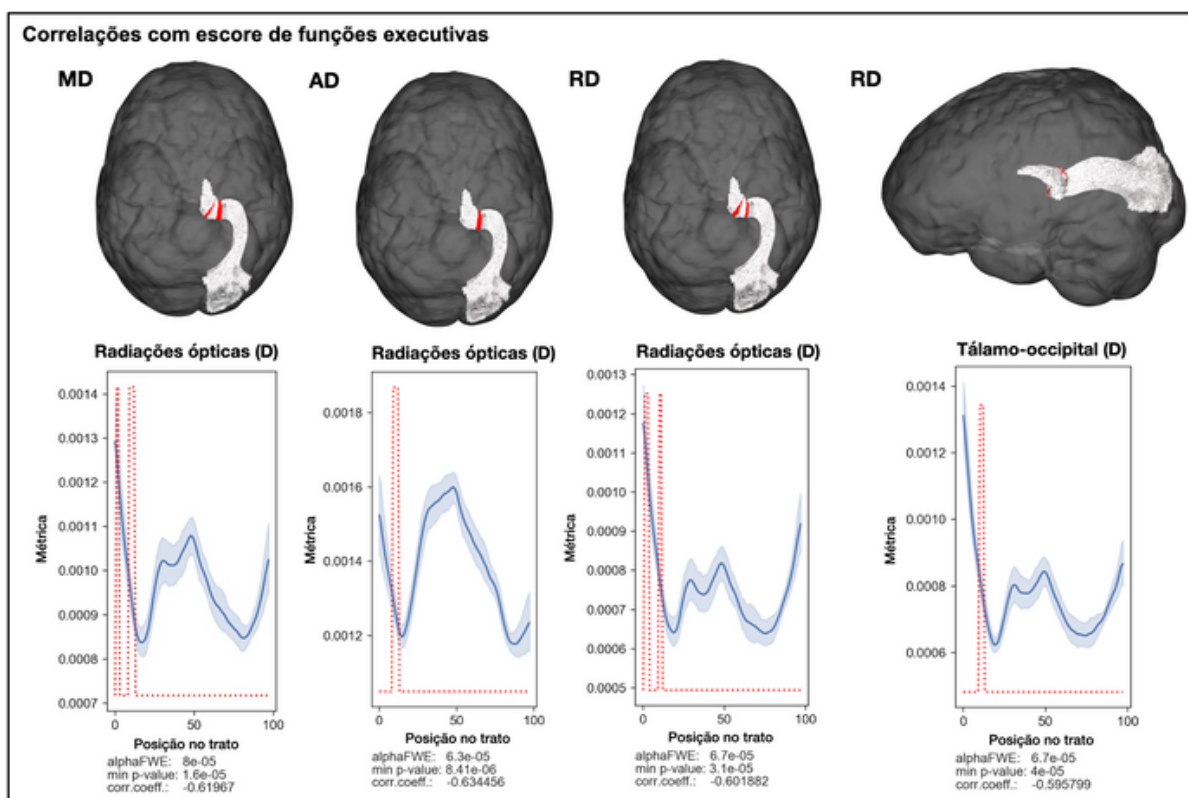 Correlações com escore de funções executivas
MD
AD
RD
RD
Radiações ópticas (D)
Métrica
0.0014
0.0013
0.0012
0.0011
0.0010
0.0009
0.0008
0.0007
0
50
100
Posição no trato
alphaFWE: 8e-05
min p-value: 1.6e-05
corr.coeff.: -0.61967
Radiações ópticas (D)
Métrica
0.0018
0.0016
0.0014
0.0012
0
50
100
Posição no trato
alphaFWE: 6.3e-05
min p-value: 8.41e-06
corr.coeff.: -0.634456
Radiações ópticas (D)
Métrica
0.0013
0.0012
0.0011
0.0010
0.0009
0.0008
0.0007
0.0006
0.0005
0
50
100
Posição no trato
alphaFWE: 6.7e-05
min p-value: 3.1e-05
corr.coeff.: -0.601882
Tálamo-occipital (D)
Métrica
0.0014
0.0012
0.0010
0.0008
0.0006
0
50
100
Posição no trato
alphaFWE: 6.7e-05
min p-value: 4e-05
corr.coeff.: -0.595799